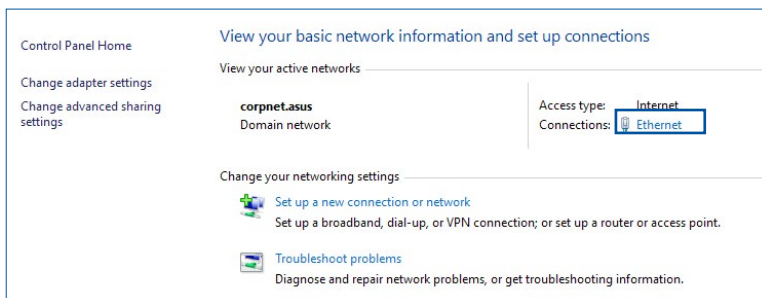 Control Panel Home
Change adapter settings
Change advanced sharing
settings
View your basic network information and set up connections
View your active networks
corpnet.asus
Domain network
Access type: Internet
Connections: Ethernet
Change your networking settings
Set up a new connection or network
Set up a broadband, dial-up, or VPN connection; or set up a router or access point.
Troubleshoot problems
Diagnose and repair network problems, or get troubleshooting information.